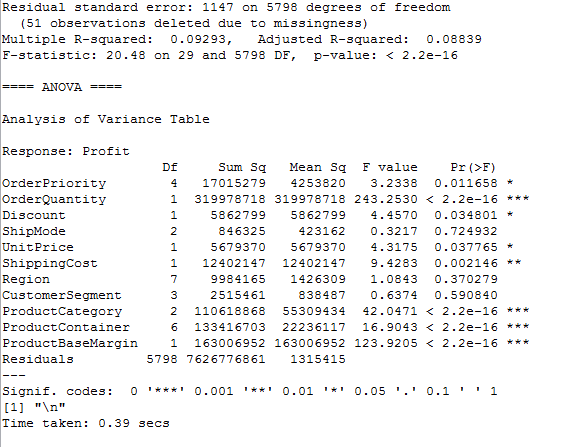 Residual standard error: 1147 on 5798 degrees of freedom
  (51 observations deleted due to missingness)
Multiple R-squared:  0.09293,   Adjusted R-squared:  0.08839
F-statistic: 20.48 on 29 and 5798 DF,  p-value: < 2.2e-16
==== ANOVA ====
Analysis of Variance Table
Response: Profit
                    Df     Sum Sq   Mean Sq  F value    Pr(>F)
OrderPriority        4   17015279   4253820   3.2338  0.011658 *
OrderQuantity        1  319978718 319978718 243.2530 < 2.2e-16 ***
Discount             1    5862799   5862799   4.4570  0.034801 *
ShipMode             2     846325    423162   0.3217  0.724932
UnitPrice            1    5679370   5679370   4.3175  0.037765 *
ShippingCost         1   12402147  12402147   9.4283  0.002146 **
Region               7    9984165   1426309   1.0843  0.370279
CustomerSegment      3    2515461    838487   0.6374  0.590840
ProductCategory      2  110618868  55309434  42.0471 < 2.2e-16 ***
ProductContainer     6  133416703  22236117  16.9043 < 2.2e-16 ***
ProductBaseMargin    1  163006952 163006952 123.9205 < 2.2e-16 ***
Residuals         5798 7626776861   1315415
---
Signif. codes:  0 '***' 0.001 '**' 0.01 '*' 0.05 '.' 0.1 ' ' 1
[1] "\n"
Time taken: 0.39 secs